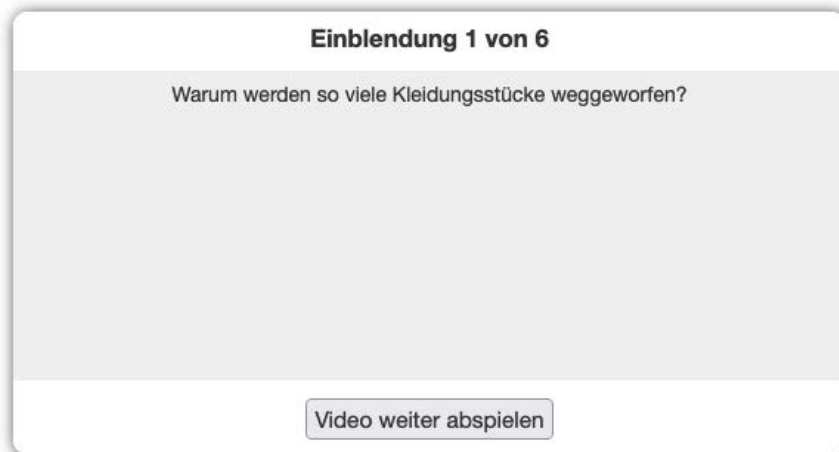 Einblendung 1 von 6
Warum werden so viele Kleidungsstücke weggeworfen?
Video weiter abspielen